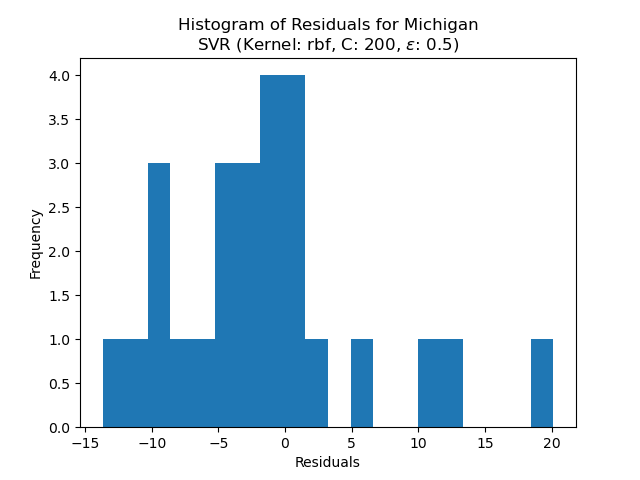 Histogram of Residuals for Michigan
SVR (Kernel: rbf, C: 200, ε: 0.5)
4.0
3.5
3.0
2.5
2.0
1.5
1.0
0.5
0.0
Frequency
−15 −10 −5 0 5 10 15 20
Residuals